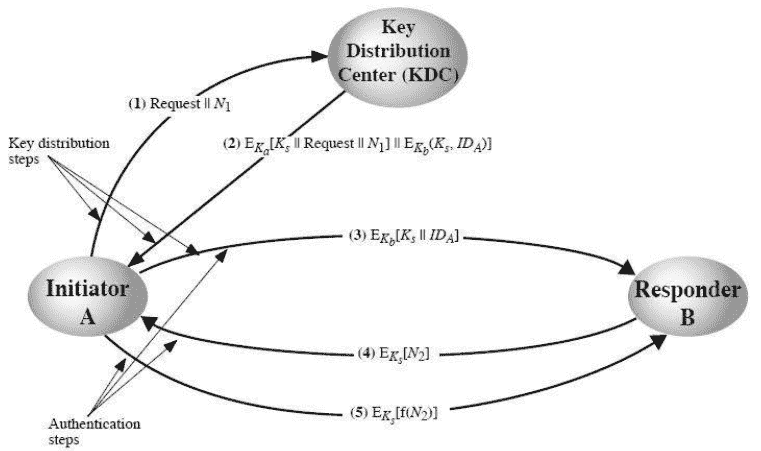 Key
Distribution
Center (KDC)
(1) Request || N1
(2) EKa[Ks || Request || N1] || EKb(Ks, IDA)]
Key distribution
steps
(3) EKb[Ks || IDA]
Initiator
A
Responder
B
(4) EKs[N2]
(5) EKs[f(N2)]
Authentication
steps